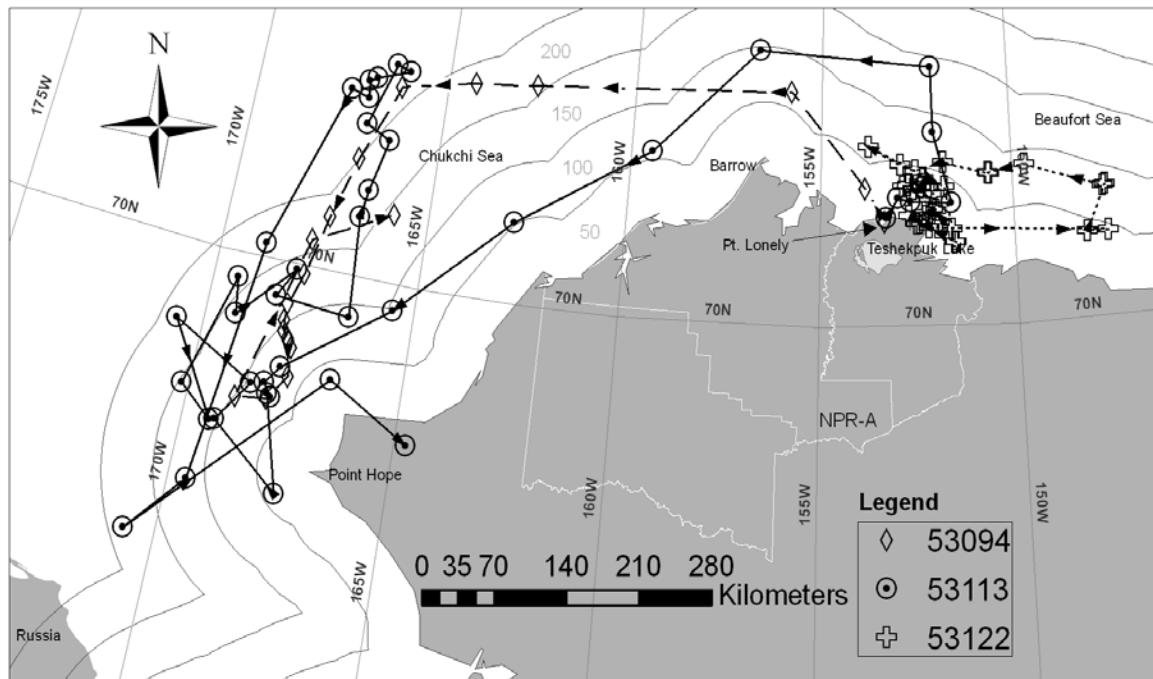 N
175W
170W
200
150
100
50
Beaufort Sea
Chukchi Sea
160W
Barrow
155W
150W
70N
165W
Pt. Lonely
Teshekpuk Lake
70N
70N
70N
70N
70N
NPR-A
170W
Point Hope
160W
155W
150W
165W
Legend
53094
53113
53122
0 35 70 140 210 280
Kilometers
Russia